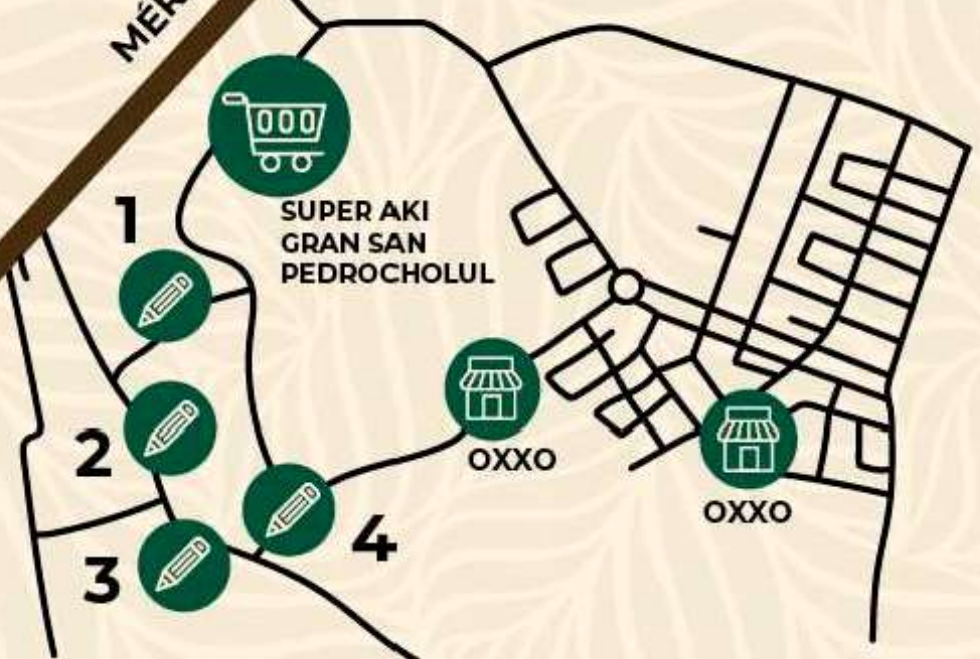 MÉR
1
SUPER AKI
GRAN SAN
PEDROCHOLUL
2
OXXO
OXXO
4
3